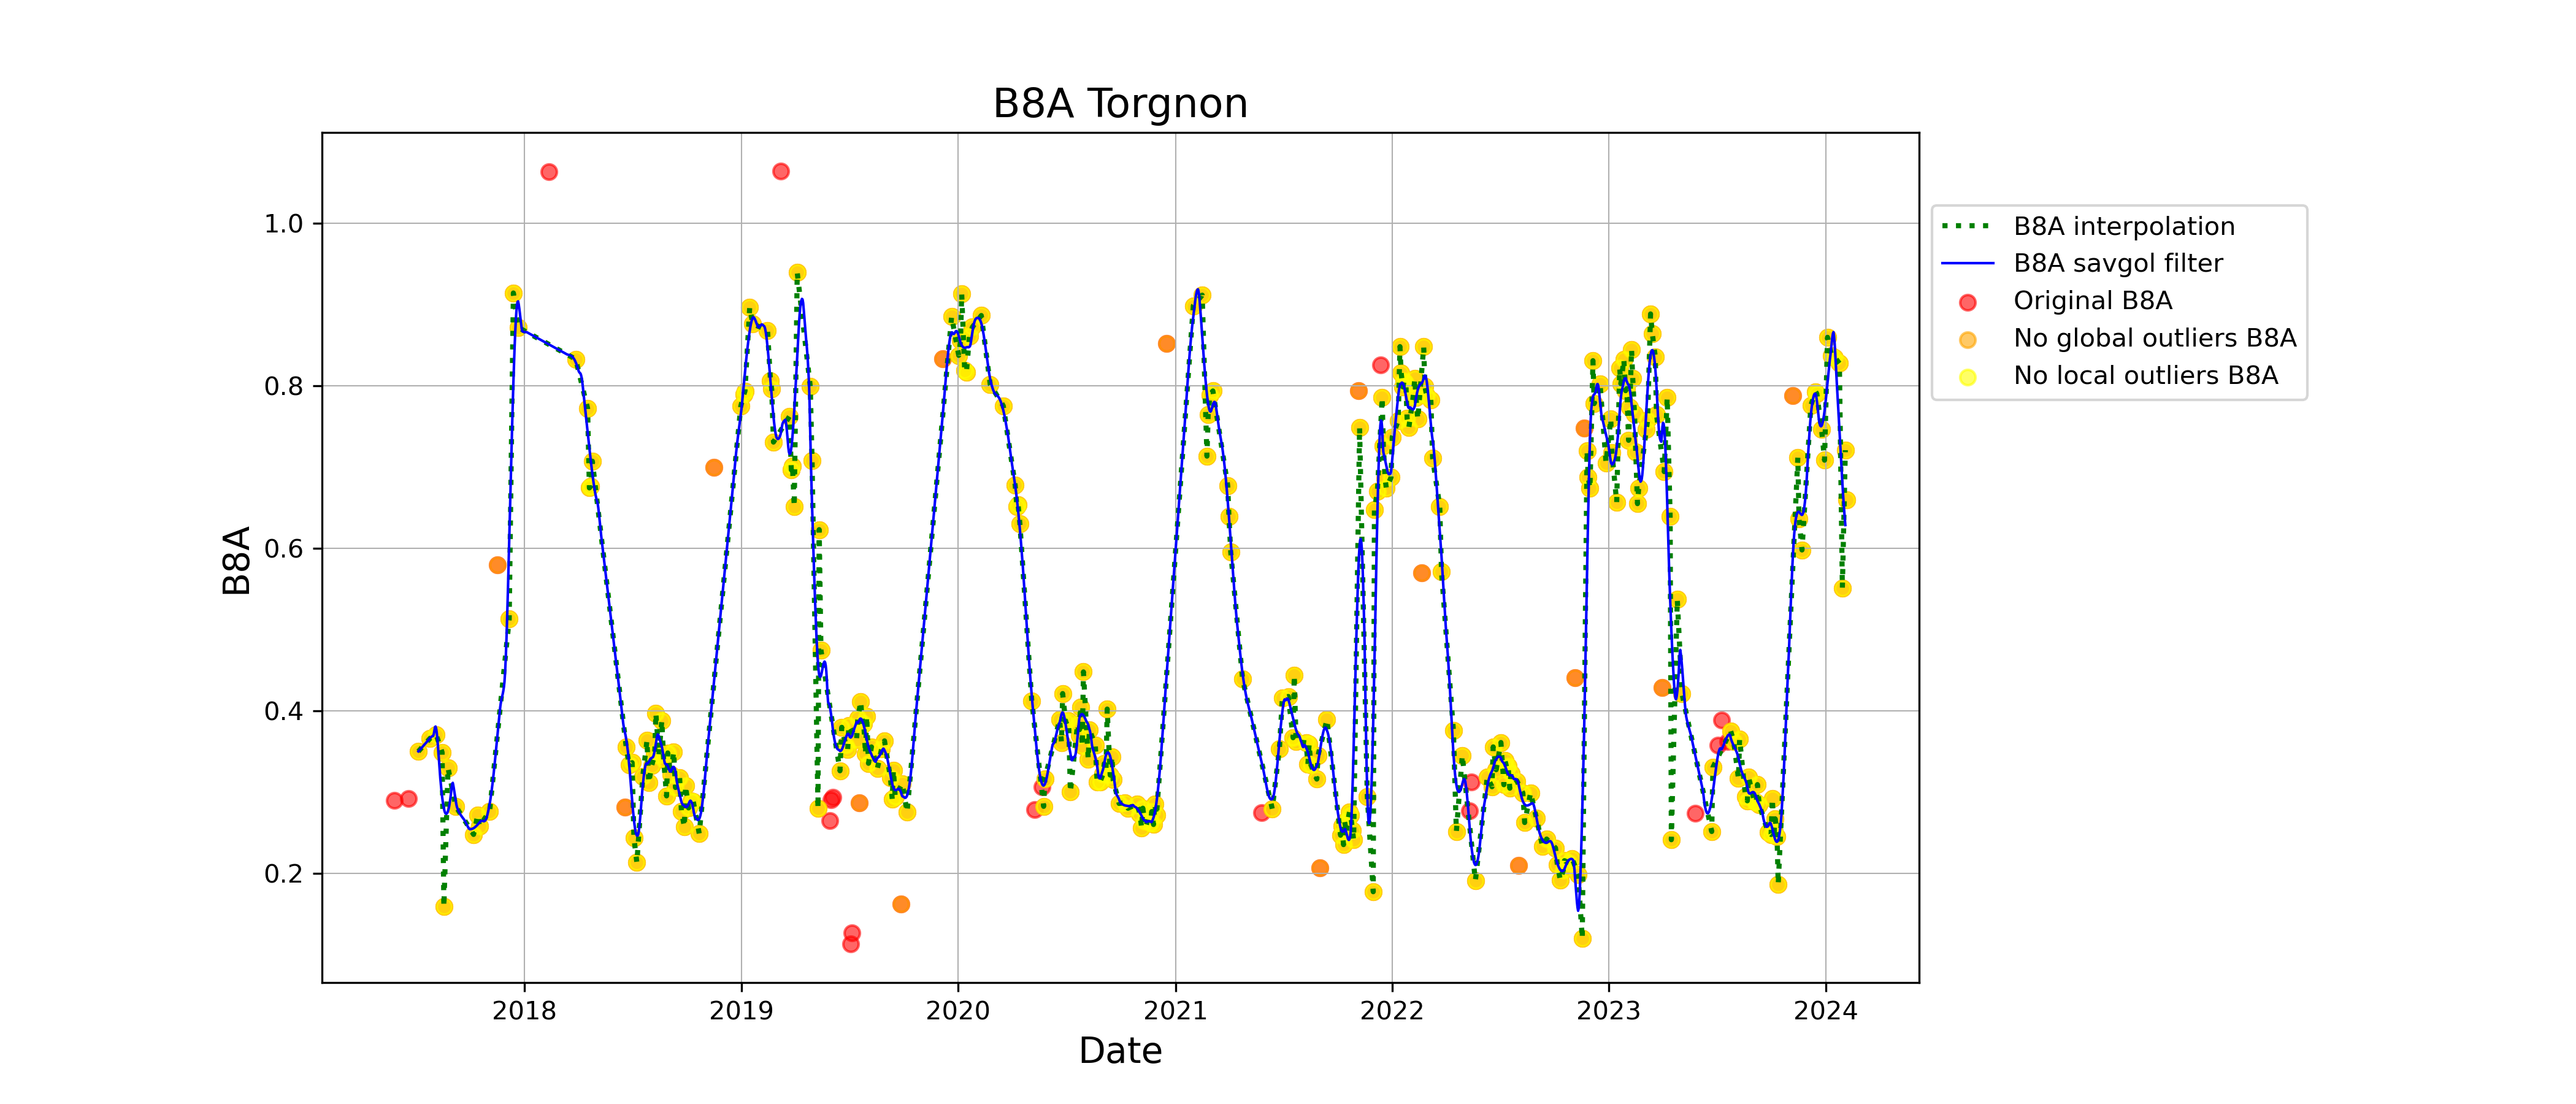 B8A Torgnon
1.0
0.8
0.6
0.4
0.2
B8A
2018 2019 2020 2021 2022 2023 2024
Date
B8A interpolation
B8A savgol filter
Original B8A
No global outliers B8A
No local outliers B8A